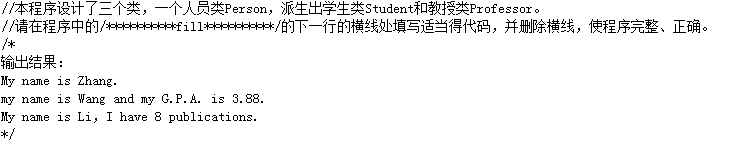 //本程序设计了三个类，一个人员类Person，派生出学生类Student和教授类Professor。
//请在程序中的/**********fill**********/的下一行的横线处填写适当得代码，并删除横线，使程序完整、正确。
/*
输出结果：
My name is Zhang.
my name is Wang and my G.P.A. is 3.88.
My name is Li，I have 8 publications.
*/